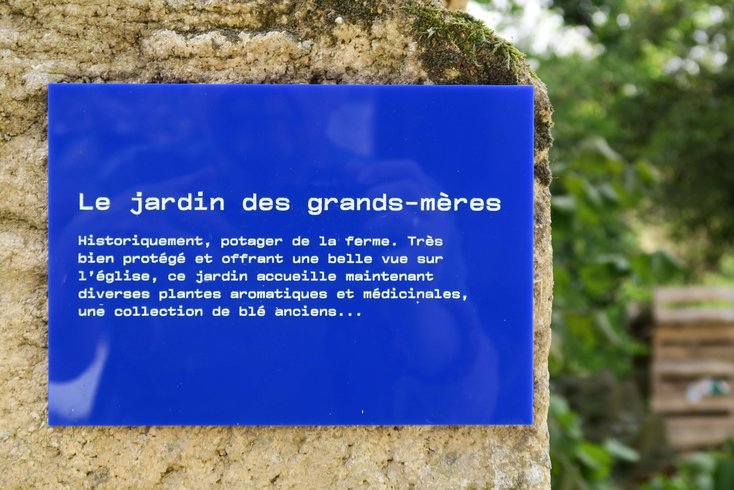 Le jardin des grands-mères
Historiquement, potager de la ferme. Très
bien protégé et offrant une belle vue sur
l'église, ce jardin accueille maintenant
diverses plantes aromatiques et médicinales,
une collection de blé anciens...